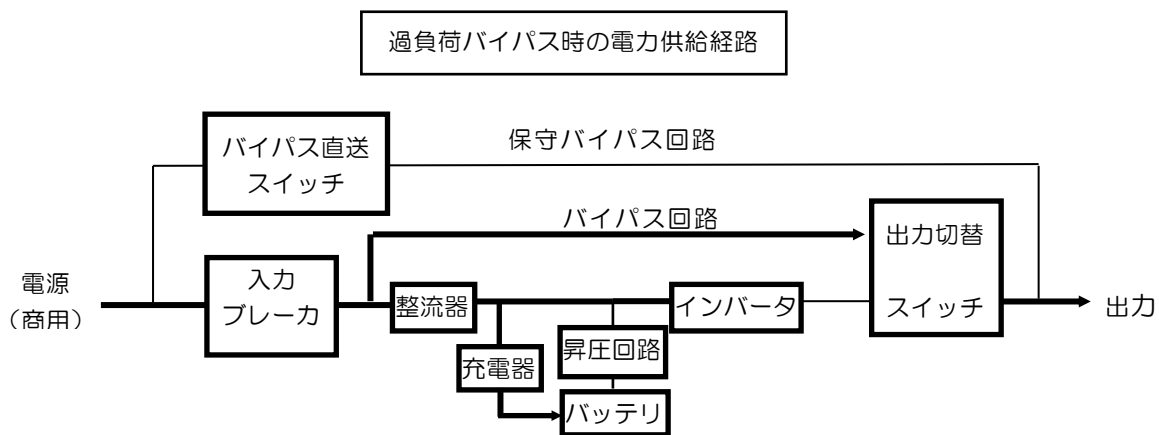 過負荷バイパス時の電力供給経路
バイパス直送
スイッチ
保守バイパス回路
バイパス回路
出力切替
スイッチ
電源
（商用）
入力
ブレーカ
整流器
インバータ
出力
充電器
昇圧回路
バッテリ